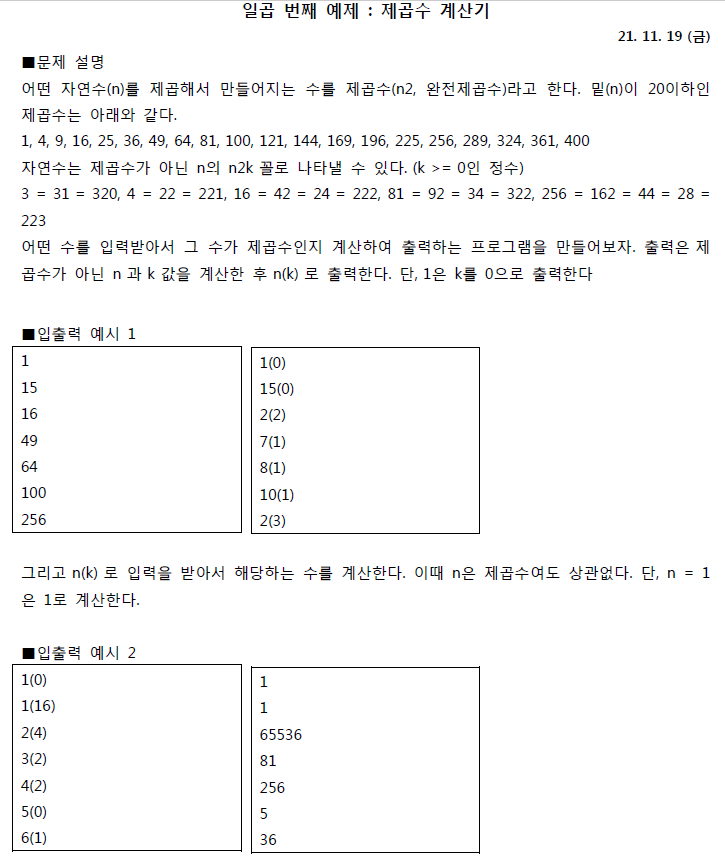 일곱 번째 예제 : 제곱수 계산기
21. 11. 19 (금)
■문제 설명
어떤 자연수(n)를 제곱해서 만들어지는 수를 제곱수(n2, 완전제곱수)라고 한다. 밑(n)이 20이하인
제곱수는 아래와 같다.
1, 4, 9, 16, 25, 36, 49, 64, 81, 100, 121, 144, 169, 196, 225, 256, 289, 324, 361, 400
자연수는 제곱수가 아닌 n의 n2k 꼴로 나타낼 수 있다. (k >= 0인 정수)
3 = 31 = 320, 4 = 22 = 221, 16 = 42 = 24 = 222, 81 = 92 = 34 = 322, 256 = 162 = 44 = 28 =
223
어떤 수를 입력받아서 그 수가 제곱수인지 계산하여 출력하는 프로그램을 만들어보자. 출력은 제
곱수가 아닌 n 과 k 값을 계산한 후 n(k) 로 출력한다. 단, 1은 k를 0으로 출력한다
■입출력 예시 1
1
15
16
49
64
100
256
1(0)
15(0)
2(2)
7(1)
8(1)
10(1)
2(3)
그리고 n(k) 로 입력을 받아서 해당하는 수를 계산한다. 이때 n은 제곱수여도 상관없다. 단, n = 1
은 1로 계산한다.
■입출력 예시 2
1(0)
1(16)
2(4)
3(2)
4(2)
5(0)
6(1)
1
1
65536
81
256
5
36